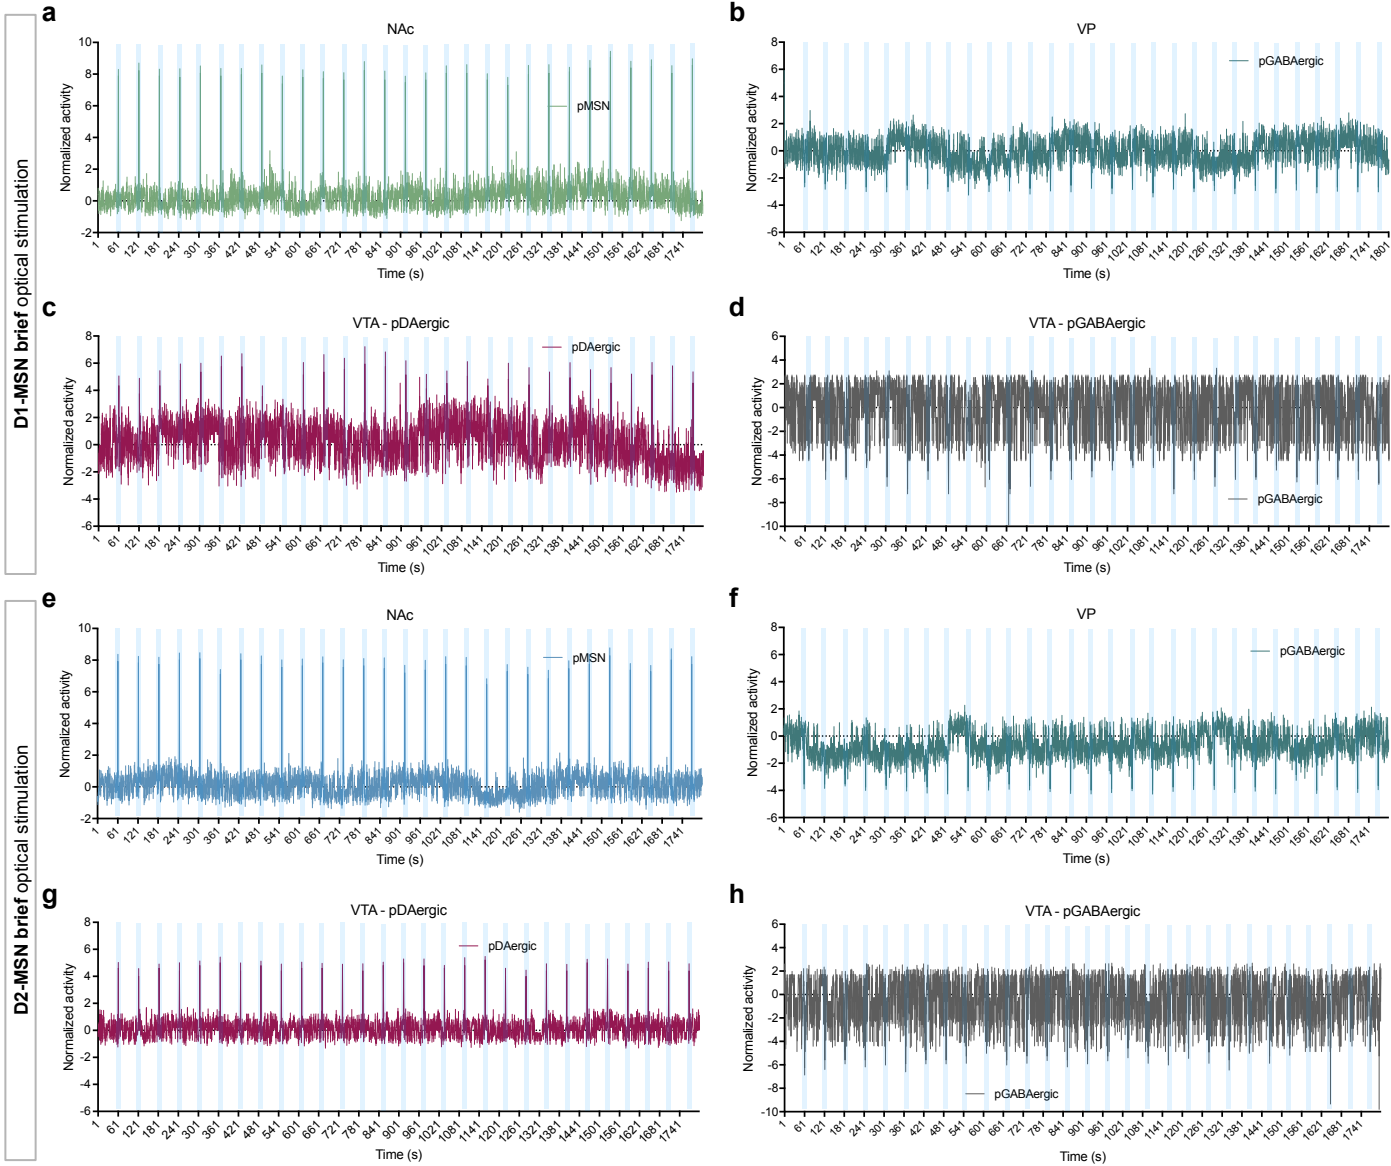 D1-MSN brief optical stimulation
a
NAc
Normalized activity
10
8
6
4
2
0
-2
pMSN
1 61 121 181 241 301 361 421 481 541 601 661 721 781 841 901 961 1021 1081 1141 1201 1261 1321 1381 1441 1501 1561 1621 1681 1741
Time (s)
b
VP
Normalized activity
8
6
4
2
0
-2
-4
-6
pGABAergic
1 61 121 181 241 301 361 421 481 541 601 661 721 781 841 901 961 1021 1081 1141 1201 1261 1321 1381 1441 1501 1561 1621 1681 1741 1801
Time (s)
c
VTA - pDAergic
Normalized activity
8
6
4
2
0
-2
-4
-6
pDAergic
1 61 121 181 241 301 361 421 481 541 601 661 721 781 841 901 961 1021 1081 1141 1201 1261 1321 1381 1441 1501 1561 1621 1681 1741
Time (s)
d
VTA - pGABAergic
Normalized activity
6
4
2
0
-2
-4
-6
-8
-10
pGABAergic
1 61 121 181 241 301 361 421 481 541 601 661 721 781 841 901 961 1021 1081 1141 1201 1261 1321 1381 1441 1501 1561 1621 1681 1741
Time (s)
D2-MSN brief optical stimulation
e
NAc
Normalized activity
10
8
6
4
2
0
-2
pMSN
1 61 121 181 241 301 361 421 481 541 601 661 721 781 841 901 961 1021 1081 1141 1201 1261 1321 1381 1441 1501 1561 1621 1681 1741
Time (s)
f
VP
Normalized activity
8
6
4
2
0
-2
-4
-6
pGABAergic
1 61 121 181 241 301 361 421 481 541 601 661 721 781 841 901 961 1021 1081 1141 1201 1261 1321 1381 1441 1501 1561 1621 1681 1741
Time (s)
g
VTA - pDAergic
Normalized activity
8
6
4
2
0
-2
-4
-6
pDAergic
1 61 121 181 241 301 361 421 481 541 601 661 721 781 841 901 961 1021 1081 1141 1201 1261 1321 1381 1441 1501 1561 1621 1681 1741
Time (s)
h
VTA - pGABAergic
Normalized activity
6
4
2
0
-2
-4
-6
-8
-10
pGABAergic
1 61 121 181 241 301 361 421 481 541 601 661 721 781 841 901 961 1021 1081 1141 1201 1261 1321 1381 1441 1501 1561 1621 1681 1741
Time (s)